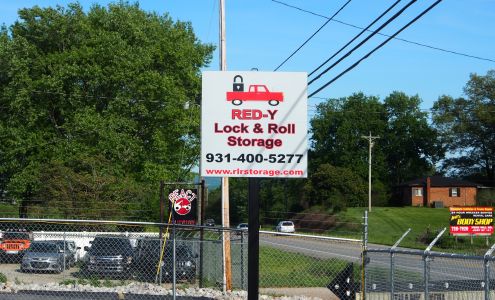 RED-Y
Lock & Roll
Storage
931-400-5277
www.rlrstorage.com
BODY SHOP